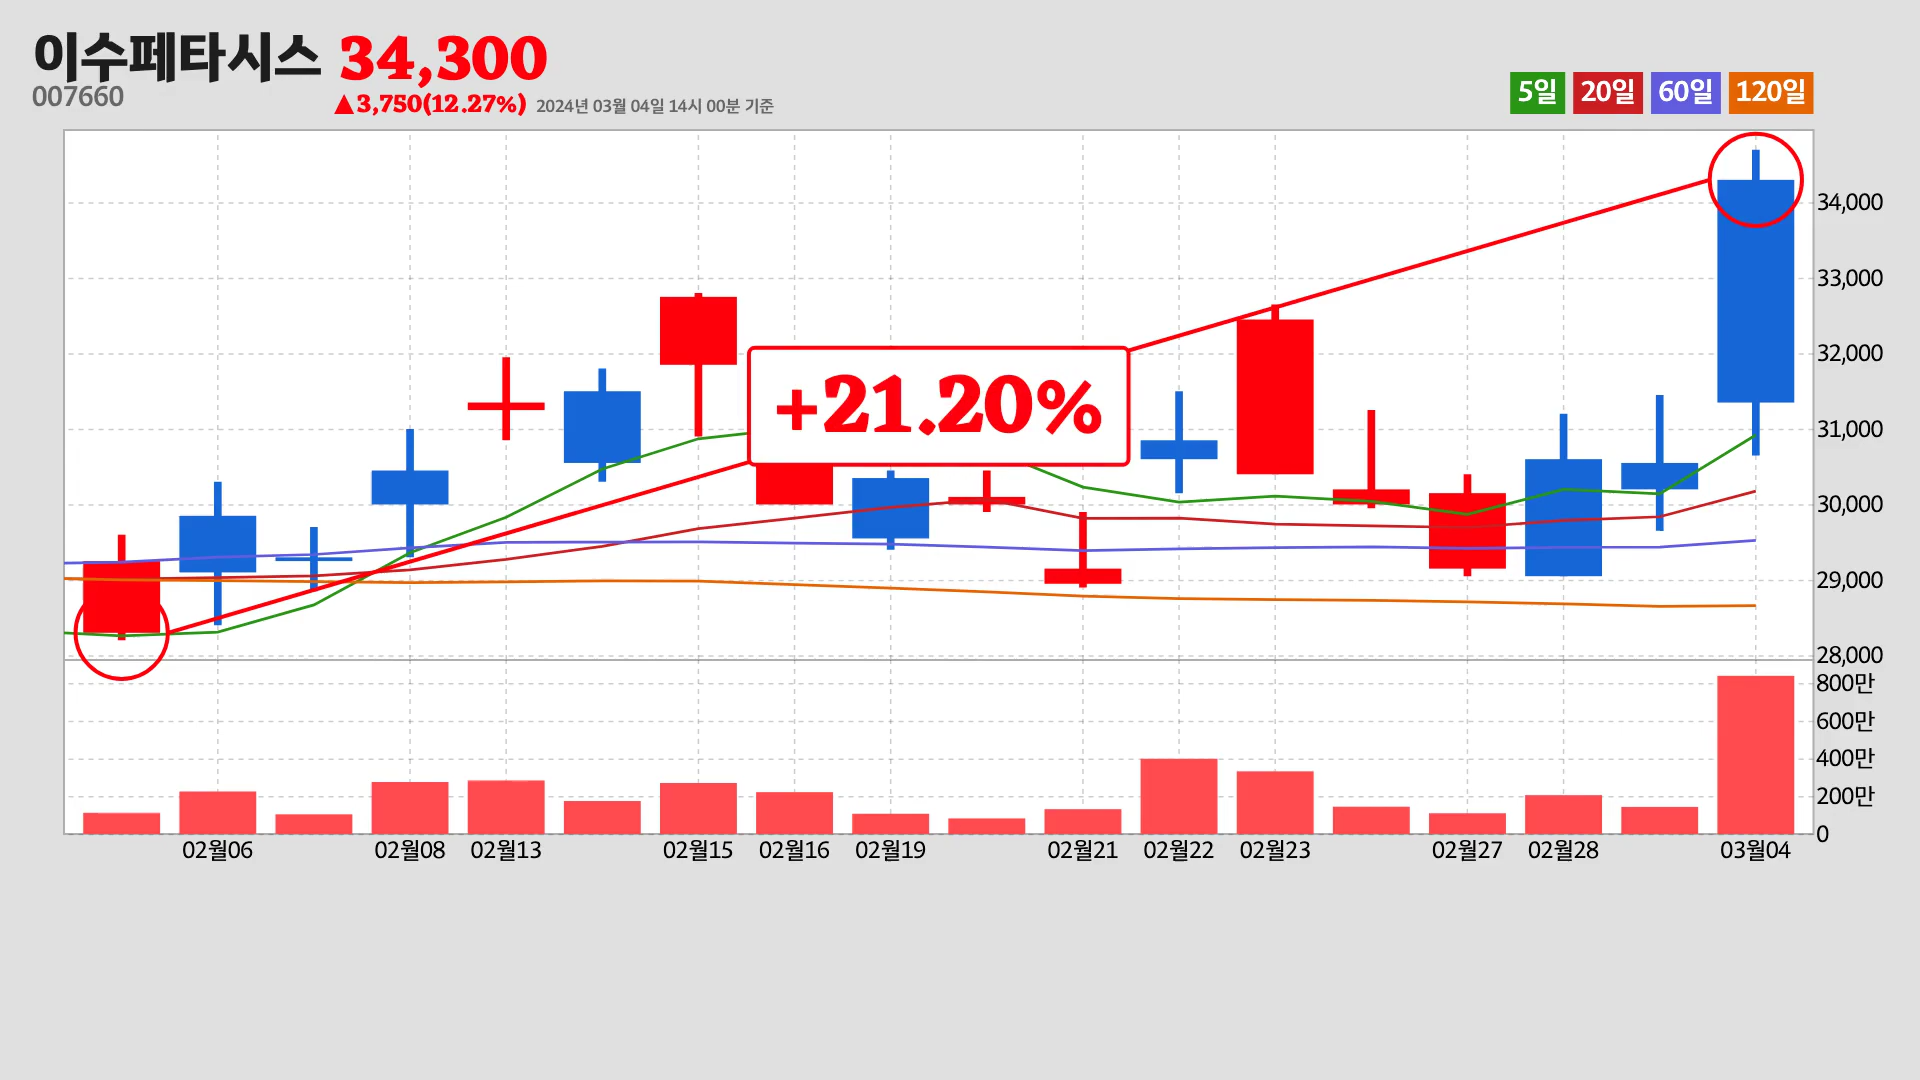 이수페타시스 34,300
007660
▲3,750(12.27%) 2024년 03월 04일 14시 00분 기준
5일 20일 60일 120일
34,000
33,000
32,000
+21.20%
31,000
30,000
29,000
28,000
800만
600만
400만
200만
0
02월06 02월08 02월13 02월15 02월16 02월19 02월21 02월22 02월23 02월27 02월28 03월04